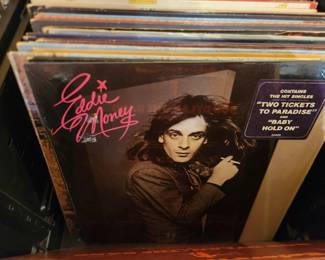 Eddie
Money
CONTAINS
THE HIT SINGLES
"TWO TICKETS
TO PARADISE"
AND
"BABY
HOLD ON"